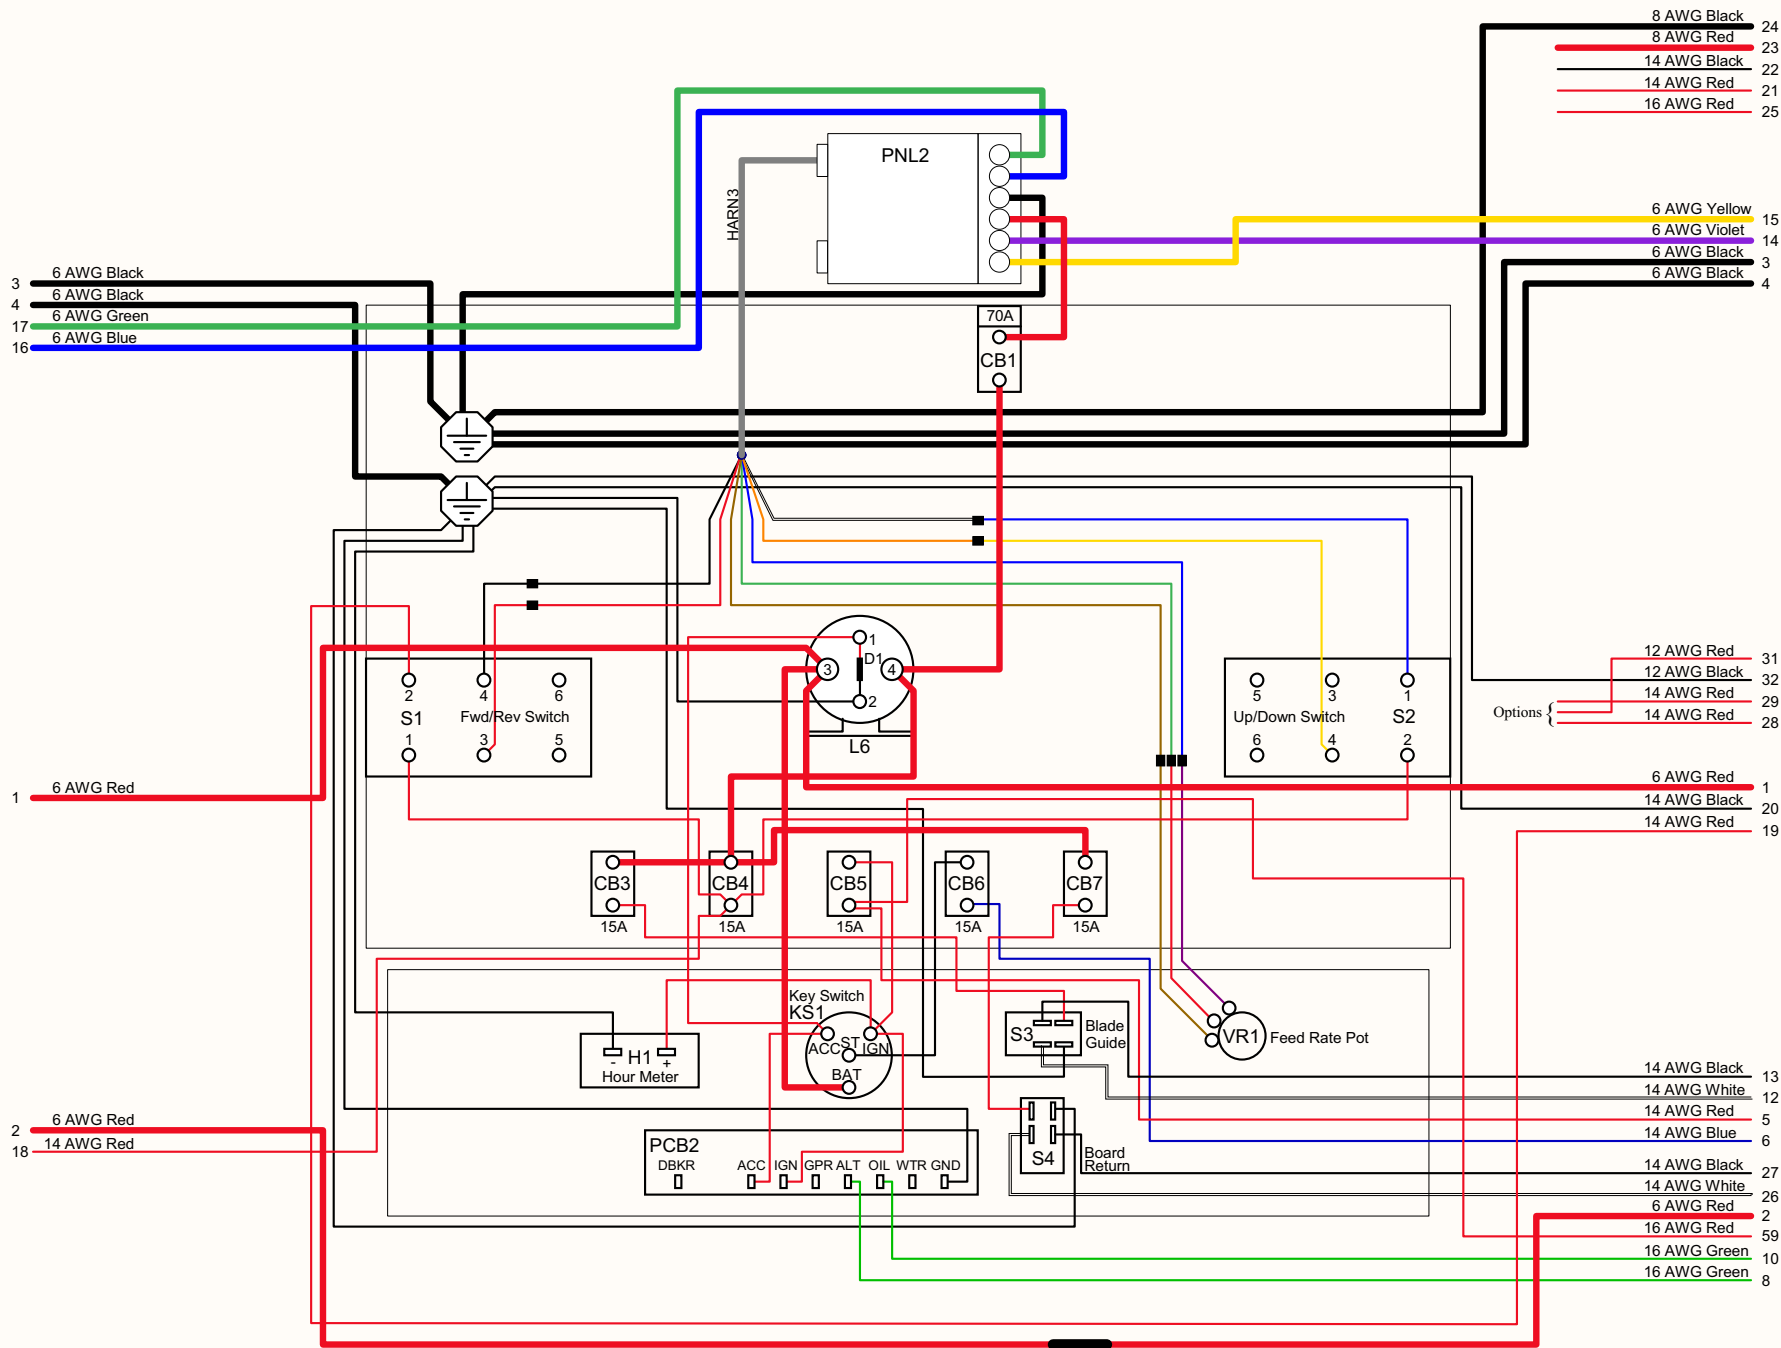 8 AWG Black 24
8 AWG Red 23
14 AWG Black 22
14 AWG Red 21
16 AWG Red 25
PNL2
HARN3
6 AWG Yellow 15
6 AWG Violet 14
6 AWG Black 3
6 AWG Black 4
3 6 AWG Black
4 6 AWG Black
17 6 AWG Green
16 6 AWG Blue
70A
CB1
1
D1
3 4
2
L6
2 4 6
S1 Fwd/Rev Switch
1 3 5
5 3 1
Up/Down Switch S2
6 4 2
12 AWG Red 31
12 AWG Black 32
14 AWG Red 29
Options {
14 AWG Red 28
1 6 AWG Red
6 AWG Red 1
14 AWG Black 20
14 AWG Red 19
CB3 CB4 CB5 CB6 CB7
15A 15A 15A 15A 15A
Key Switch
KS1
ACC ST IGN
BAT
- H1 +
Hour Meter
S3 Blade
Guide
VR1 Feed Rate Pot
14 AWG Black 13
14 AWG White 12
14 AWG Red 5
14 AWG Blue 6
2 6 AWG Red
18 14 AWG Red
PCB2
DBKR ACC IGN GPR ALT OIL WTR GND
S4 Board
Return
14 AWG Black 27
14 AWG White 26
6 AWG Red 2
16 AWG Red 59
16 AWG Green 10
16 AWG Green 8